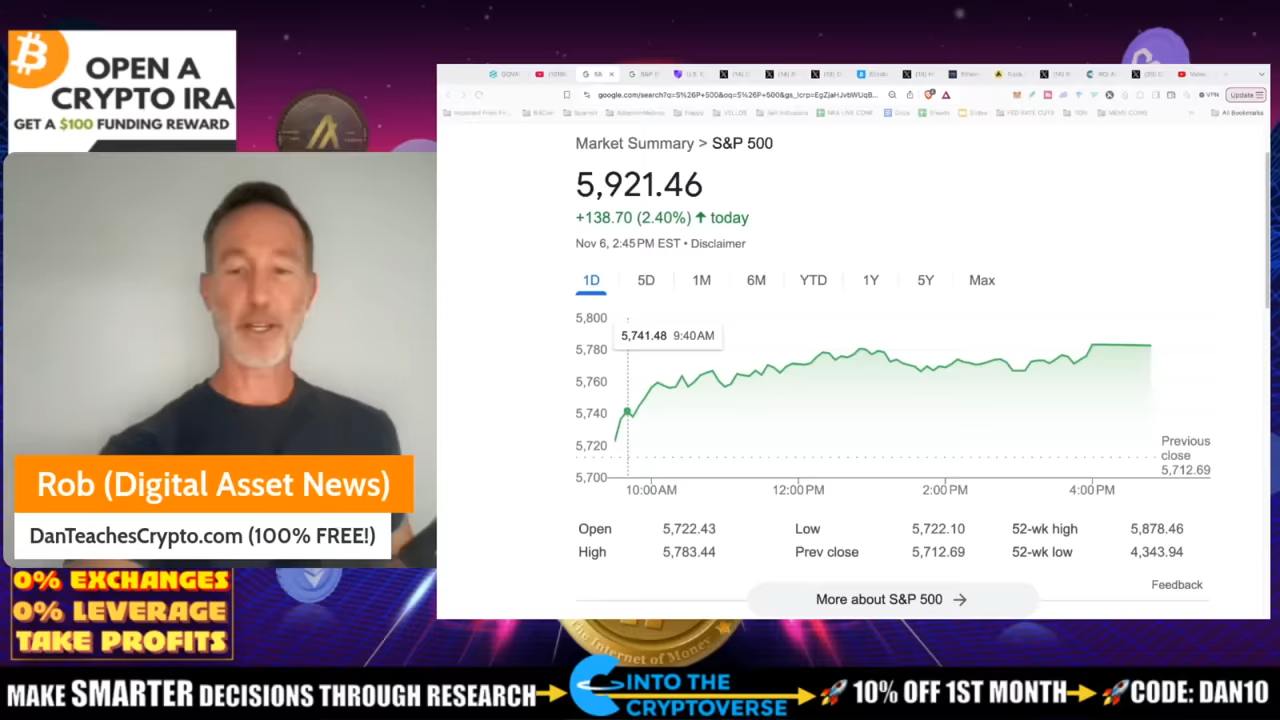 OPEN A
CRYPTO IRA
GET A $100 FUNDING REWARD
Rob (Digital Asset News)
DanTeachesCrypto.com (100% FREE!)
0% EXCHANGES
0% LEVERAGE
TAKE PROFITS
Update
All Bookmarks
Market Summary > S&P 500
5,921.46
+138.70 (2.40%) ↑ today
Nov 6, 2:45 PM EST • Disclaimer
1D 5D 1M 6M YTD 1Y 5Y Max
5,741.48 9:40 AM
5,800
5,780
5,760
5,740
5,720
5,700
Previous
close
5,712.69
10:00 AM 12:00 PM 2:00 PM 4:00 PM
Open 5,722.43 Low 5,722.10 52-wk high 5,878.46
High 5,783.44 Prev close 5,712.69 52-wk low 4,343.94
Feedback
More about S&P 500 →
Internet of Money
MAKE SMARTER DECISIONS THROUGH RESEARCH
INTO THE
CRYPTOVERSE
10% OFF 1ST MONTH
CODE: DAN10